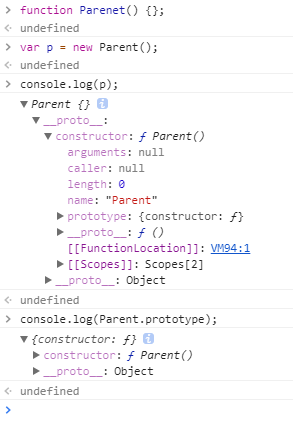 > function Parenet() {};
< undefined
> var p = new Parent();
< undefined
> console.log(p);
▼ Parent {} i
▼ __proto__:
▼ constructor: ƒ Parent()
arguments: null
caller: null
length: 0
name: "Parent"
▶ prototype: {constructor: ƒ}
▶ __proto__: ƒ ()
[[FunctionLocation]]: VM94:1
▶ [[Scopes]]: Scopes[2]
▶ __proto__: Object
< undefined
> console.log(Parent.prototype);
▼ {constructor: ƒ} i
▶ constructor: ƒ Parent()
▶ __proto__: Object
< undefined
>